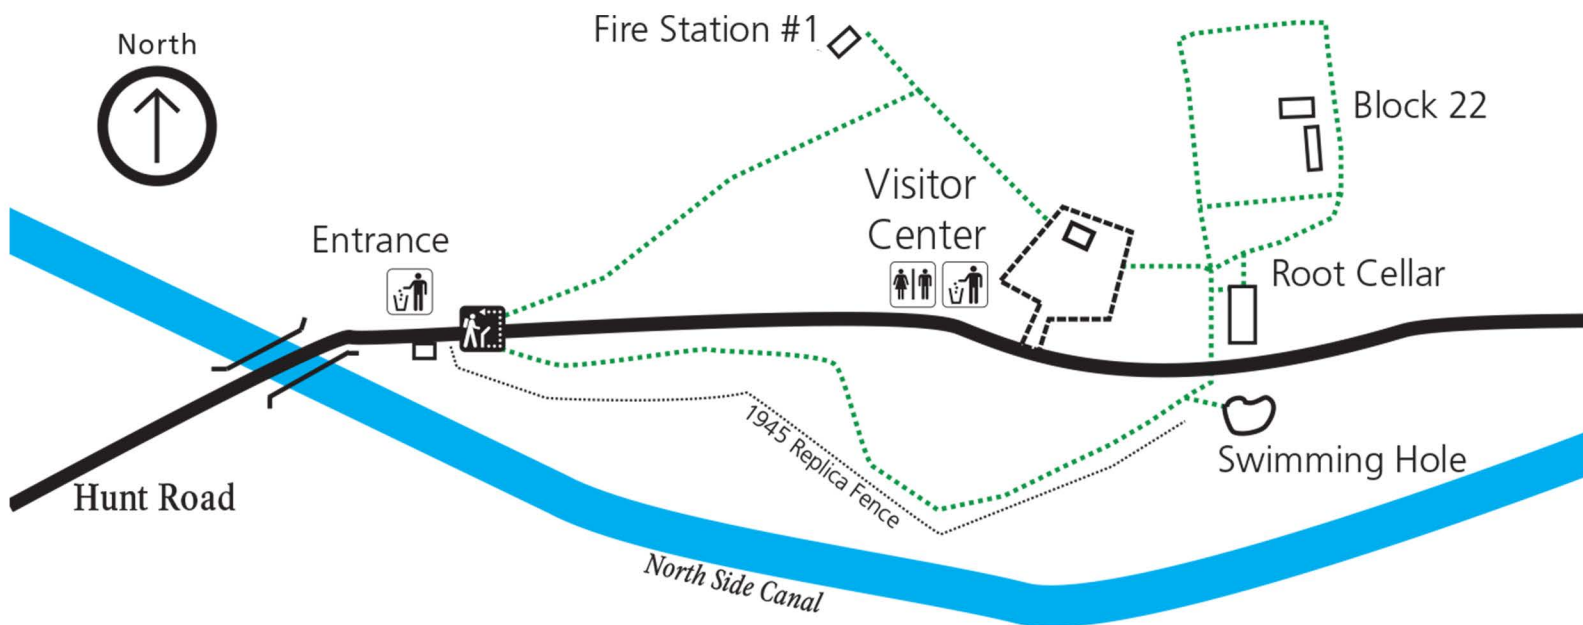 North
Fire Station #1
Block 22
Visitor
Center
Entrance
Root Cellar
1945 Replica Fence
Swimming Hole
Hunt Road
North Side Canal